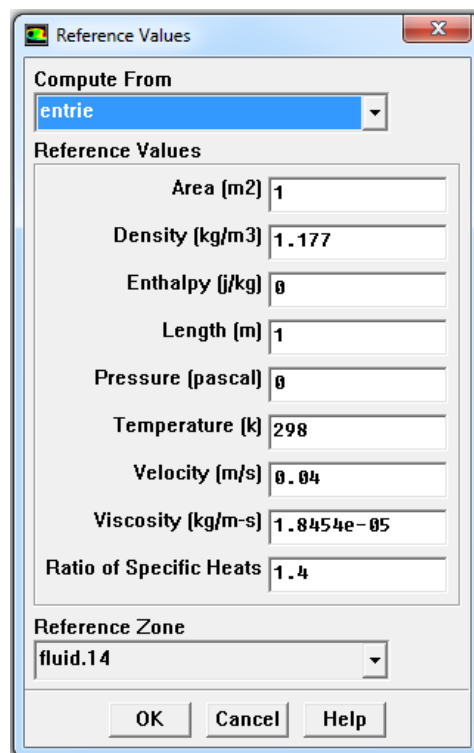 Reference Values
Compute From
entrie
Reference Values
Area (m2) 1
Density (kg/m3) 1.177
Enthalpy (j/kg) 0
Length (m) 1
Pressure (pascal) 0
Temperature (k) 298
Velocity (m/s) 0.04
Viscosity (kg/m-s) 1.8454e-05
Ratio of Specific Heats 1.4
Reference Zone
fluid.14
OK Cancel Help